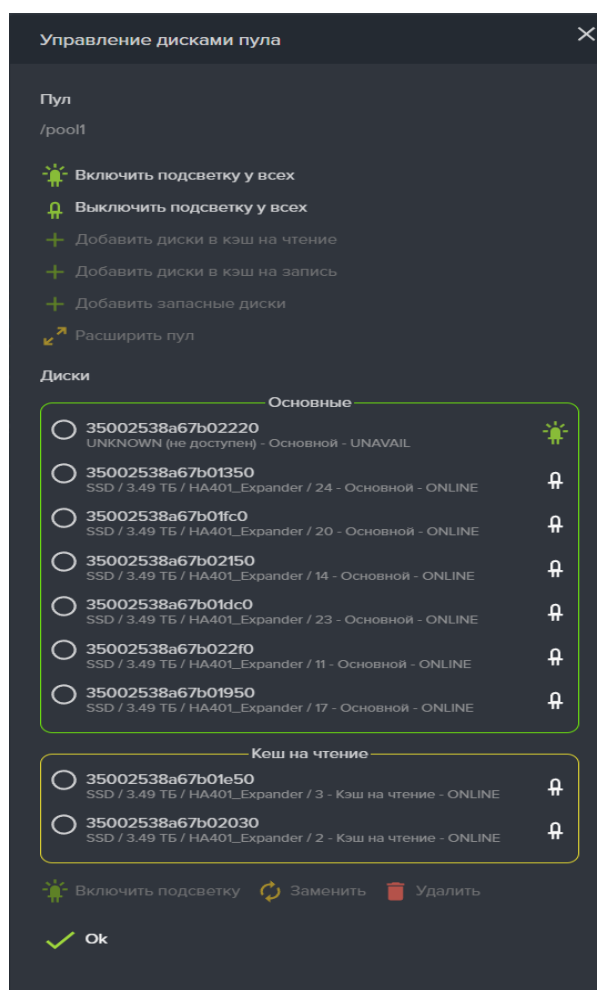 Управление дисками пула
Пул
/pool1
Включить подсветку у всех
Выключить подсветку у всех
Добавить диски в кэш на чтение
Добавить диски в кэш на запись
Добавить запасные диски
Расширить пул
Диски
Основные
35002538a67b02220
UNKNOWN (не доступен) - Основной - UNAVAIL
35002538a67b01350
SSD / 3.49 ТБ / HA401_Expander / 24 - Основной - ONLINE
35002538a67b01fc0
SSD / 3.49 ТБ / HA401_Expander / 20 - Основной - ONLINE
35002538a67b02150
SSD / 3.49 ТБ / HA401_Expander / 14 - Основной - ONLINE
35002538a67b01dc0
SSD / 3.49 ТБ / HA401_Expander / 23 - Основной - ONLINE
35002538a67b022f0
SSD / 3.49 ТБ / HA401_Expander / 11 - Основной - ONLINE
35002538a67b01950
SSD / 3.49 ТБ / HA401_Expander / 17 - Основной - ONLINE
Кеш на чтение
35002538a67b01e50
SSD / 3.49 ТБ / HA401_Expander / 3 - Кэш на чтение - ONLINE
35002538a67b02030
SSD / 3.49 ТБ / HA401_Expander / 2 - Кэш на чтение - ONLINE
Включить подсветку Заменить Удалить
Ok